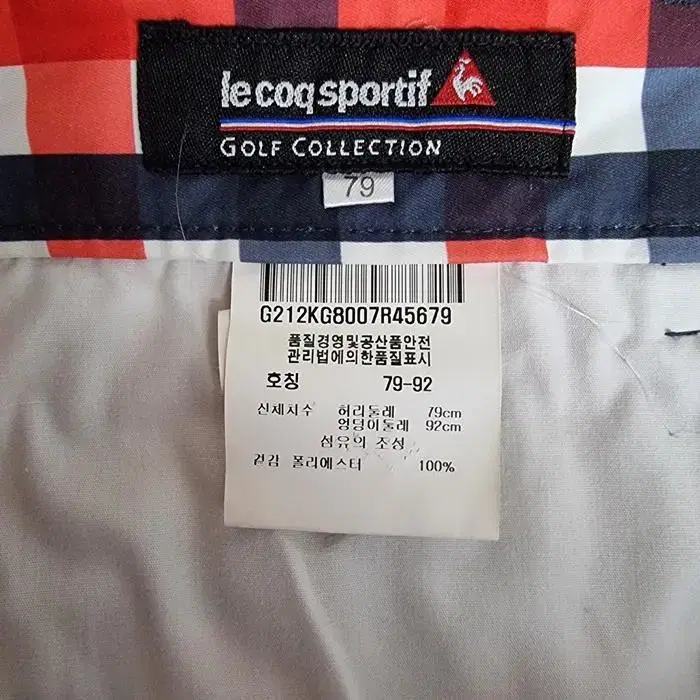 le coq sportif
GOLF COLLECTION
79
G212KG8007R45679
품질경영및공산품안전
관리법에의한품질표시
호칭 79-92
신체치수 허리둘레 79cm
엉덩이둘레 92cm
섬유의 조성
겉감 폴리에스터 100%